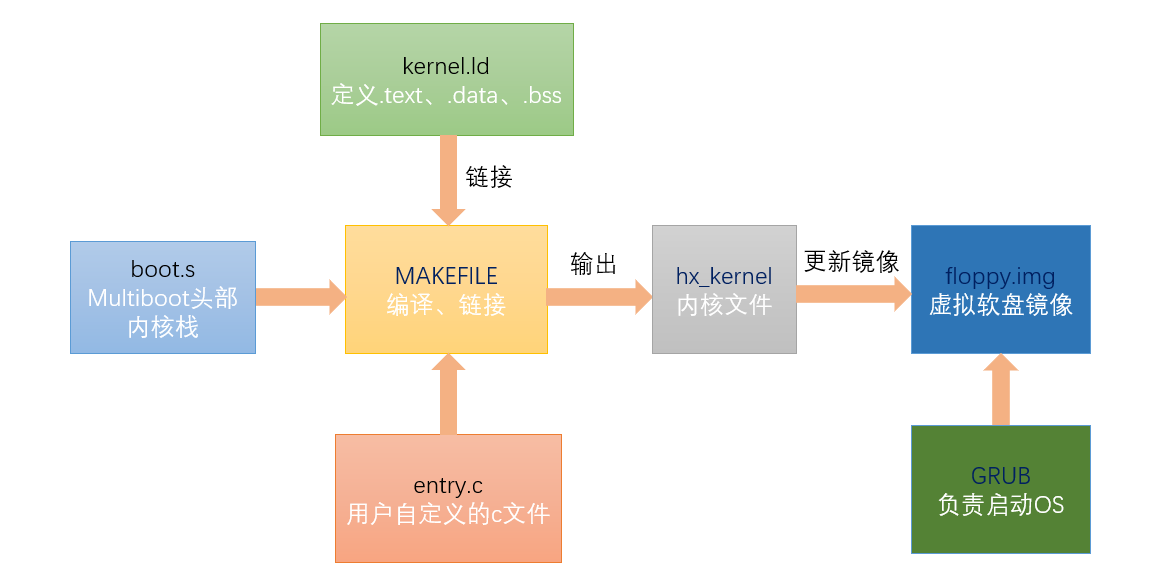 kernel.ld
定义.text、.data、.bss
链接
boot.s
Multiboot头部
内核栈
MAKEFILE
编译、链接
输出
hx_kernel
内核文件
更新镜像
floppy.img
虚拟软盘镜像
entry.c
用户自定义的c文件
GRUB
负责启动OS